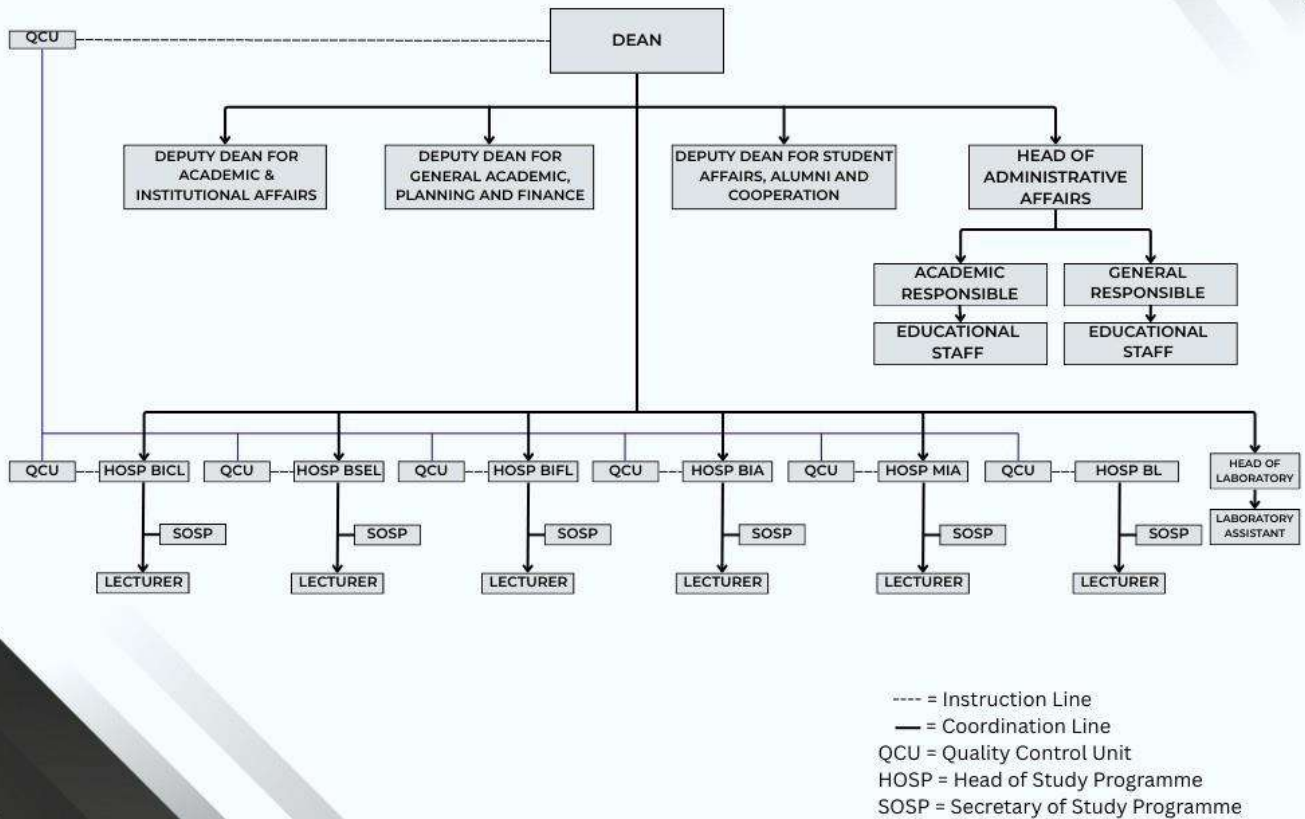 QCU
DEAN
DEPUTY DEAN FOR
ACADEMIC &
INSTITUTIONAL AFFAIRS
DEPUTY DEAN FOR
GENERAL ACADEMIC,
PLANNING AND FINANCE
DEPUTY DEAN FOR STUDENT
AFFAIRS, ALUMNI AND
COOPERATION
HEAD OF
ADMINISTRATIVE
AFFAIRS
ACADEMIC
RESPONSIBLE
GENERAL
RESPONSIBLE
EDUCATIONAL
STAFF
EDUCATIONAL
STAFF
QCU
HOSP BICL
QCU
HOSP BSEL
QCU
HOSP BIFL
QCU
HOSP BIA
QCU
HOSP MIA
QCU
HOSP BL
HEAD OF
LABORATORY
SOSP
SOSP
SOSP
SOSP
SOSP
SOSP
LABORATORY
ASSISTANT
LECTURER
LECTURER
LECTURER
LECTURER
LECTURER
LECTURER
---- = Instruction Line
— = Coordination Line
QCU = Quality Control Unit
HOSP = Head of Study Programme
SOSP = Secretary of Study Programme